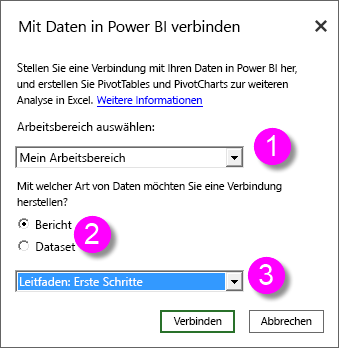 Mit Daten in Power BI verbinden
Stellen Sie eine Verbindung mit Ihren Daten in Power BI her,
und erstellen Sie PivotTables und PivotCharts zur weiteren
Analyse in Excel. Weitere Informationen
Arbeitsbereich auswählen:
1
Mein Arbeitsbereich
Mit welcher Art von Daten möchten Sie eine Verbindung
herstellen?
Bericht
2
Dataset
3
Leitfaden: Erste Schritte
Verbinden Abbrechen